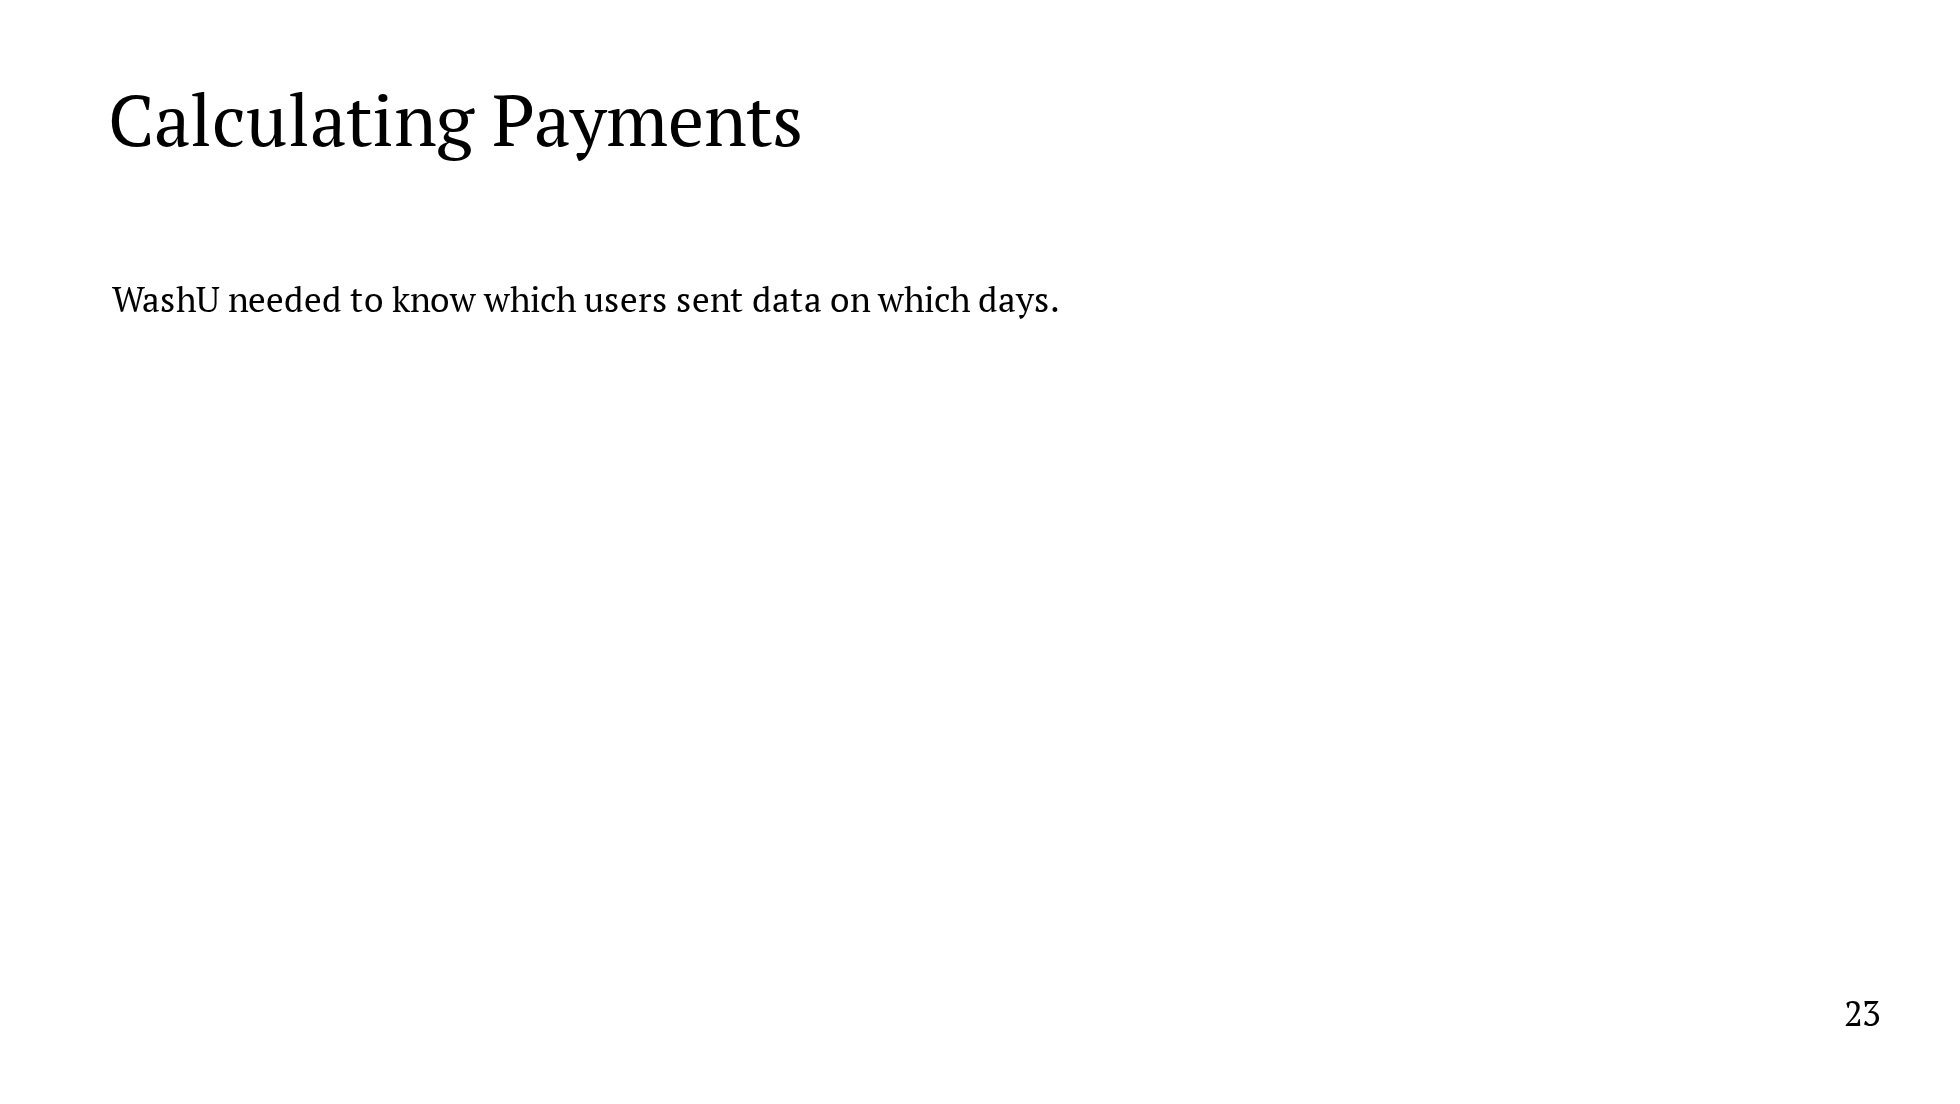 Calculating Payments
WashU needed to know which users sent data on which days.
23